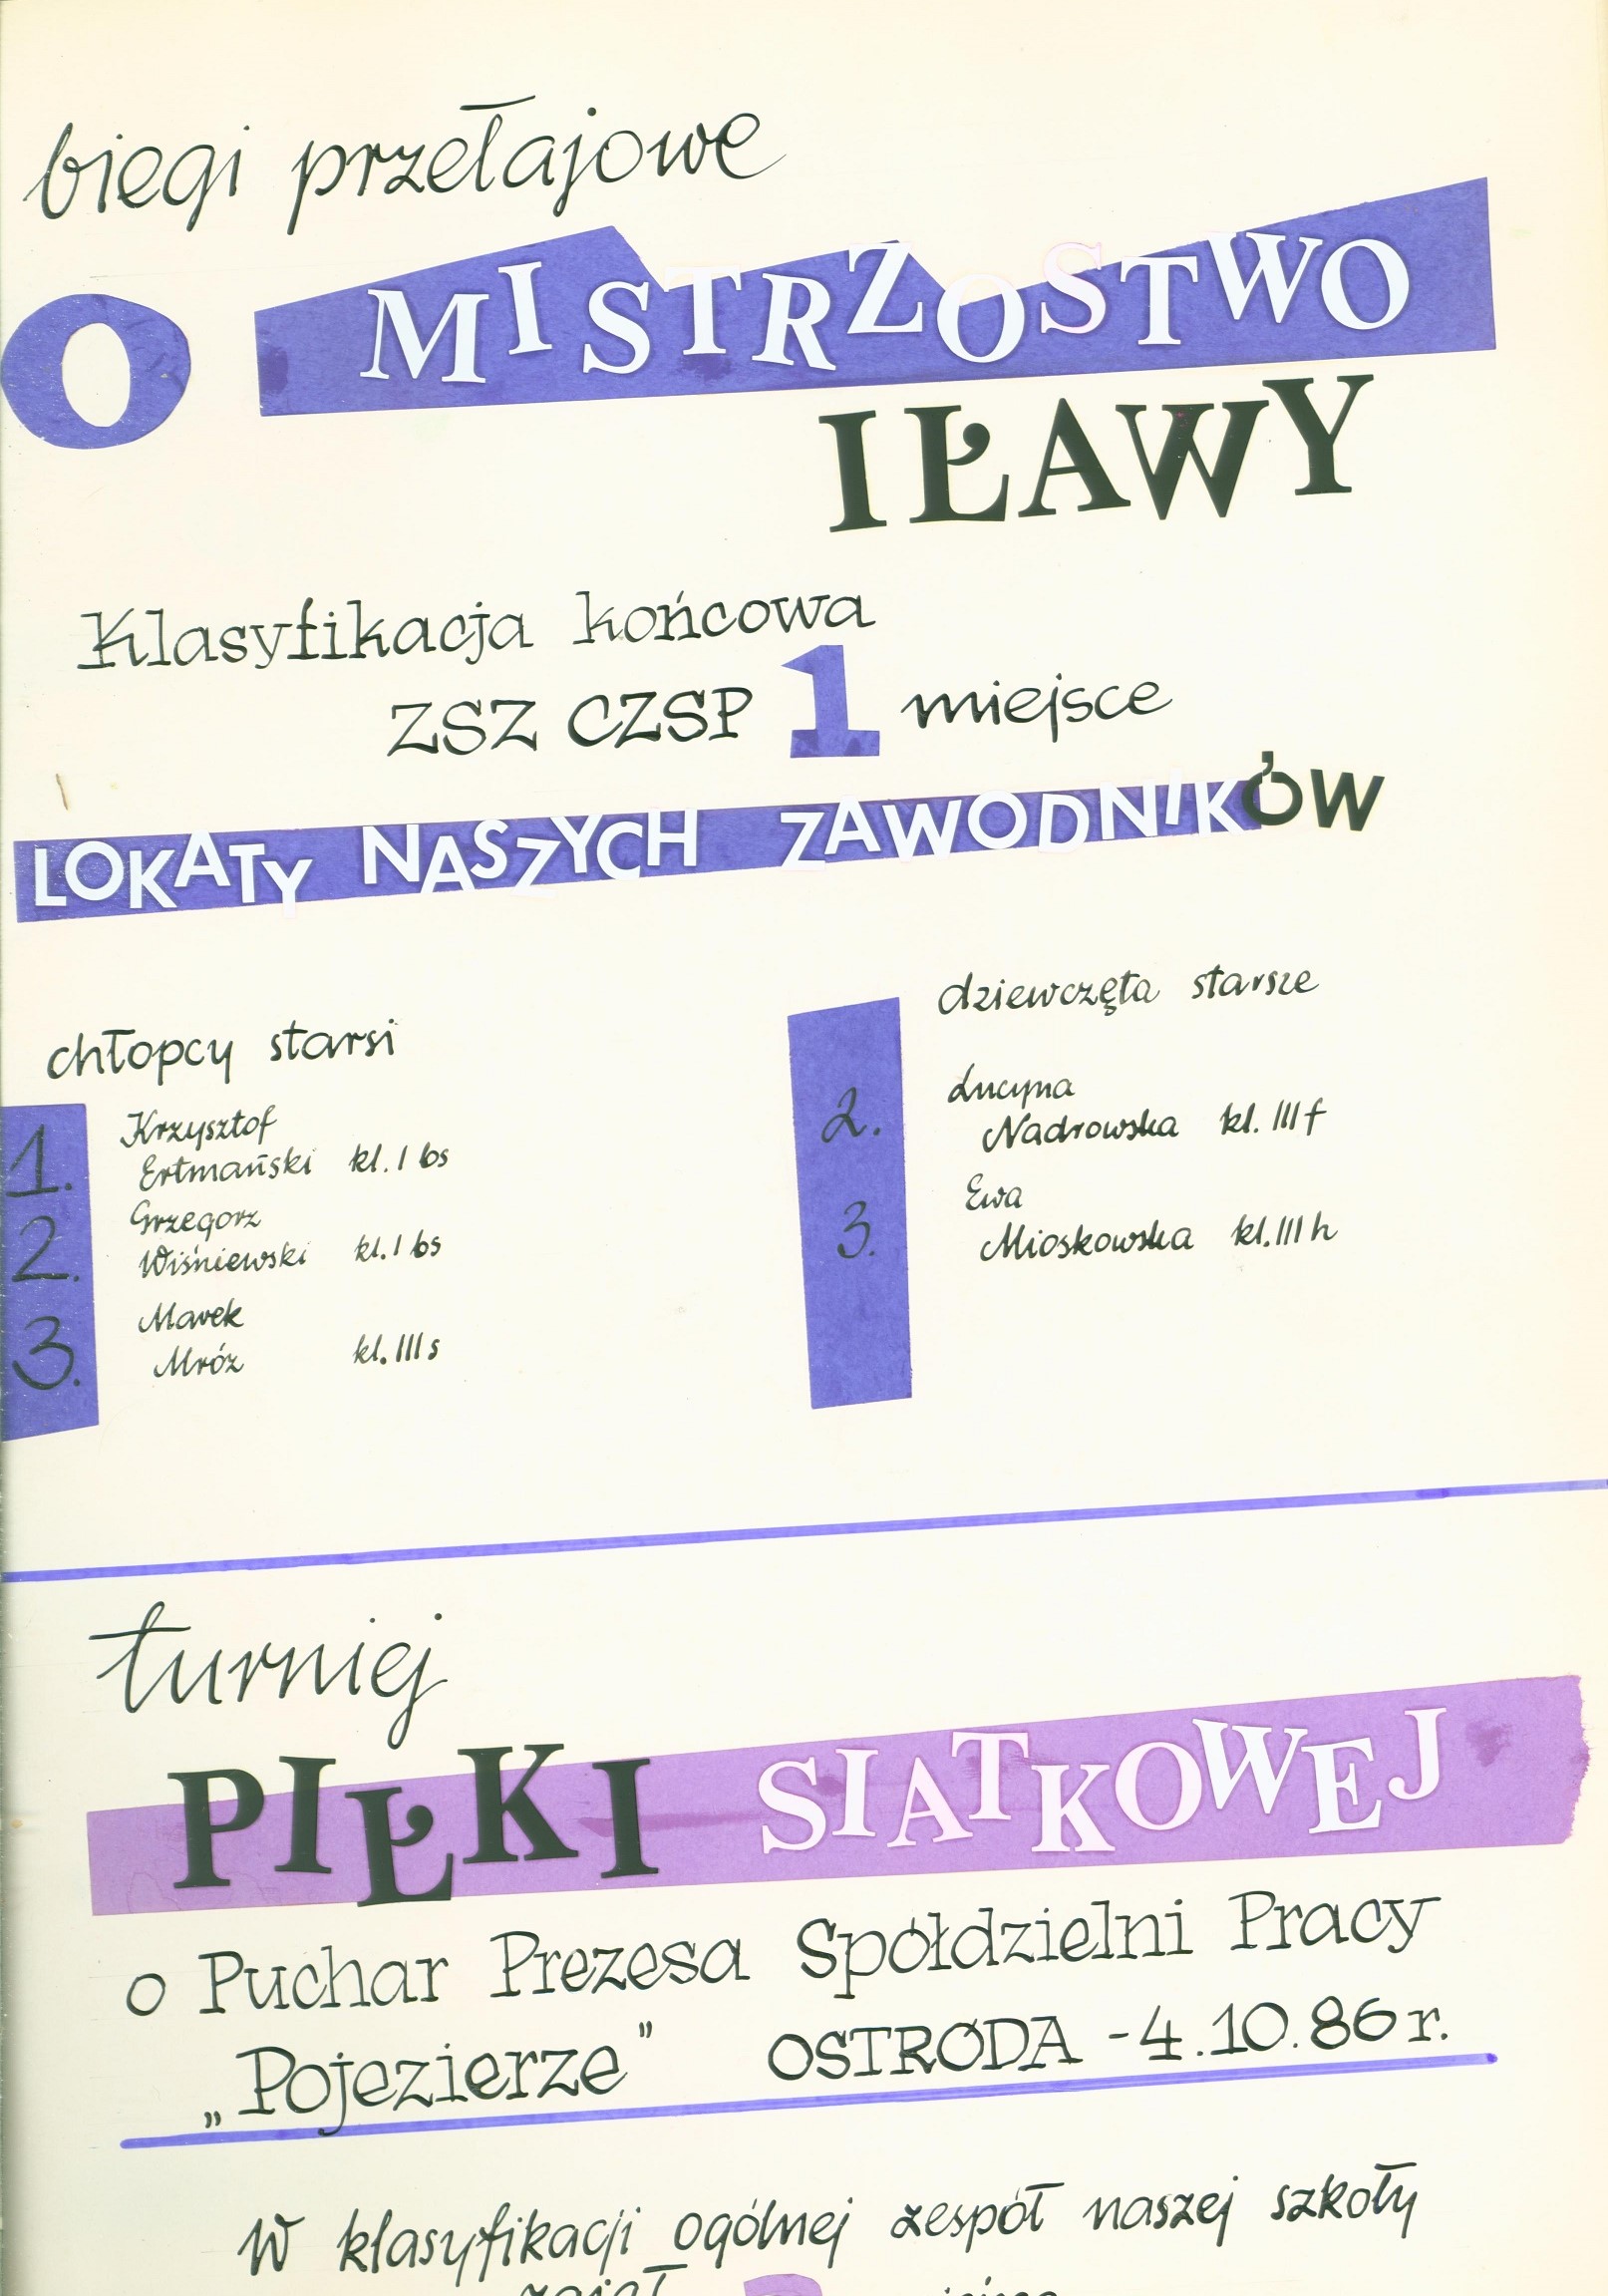 biegi przełajowe
O MISTRZOSTWO
IŁAWY
Klasyfikacja końcowa
ZSZ CZSP 1 miejsce
LOKATY NASZYCH ZAWODNIKÓW
chłopcy starsi
1. Krzysztof
Ertmański kl. I bs
2. Grzegorz
Wiśniewski kl. I bs
3. Marek
Mróz kl. III s
dziewczęta starsze
2. Lucyna
Nadrowska kl. III f
3. Ewa
Mioskowska kl. III h
turniej
PIŁKI SIATKOWEJ
o Puchar Prezesa Spółdzielni Pracy
„Pojezierze" OSTRÓDA - 4.10.86 r.
W klasyfikacji ogólnej zespół naszej szkoły